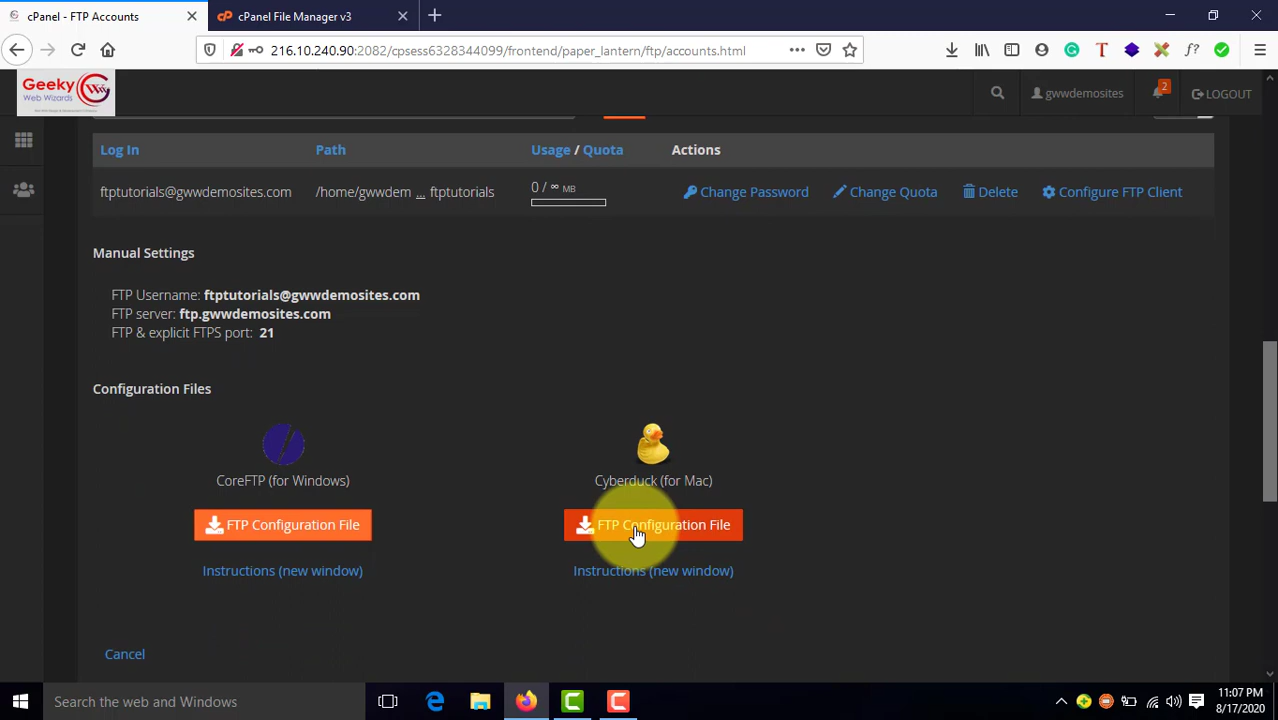 cPanel - FTP Accounts
cPanel File Manager v3
216.10.240.90:2082/cpsess6328344099/frontend/paper_lantern/ftp/accounts.html
Geeky
Web Wizards
gwwdemosites
2
LOGOUT
Log In
Path
Usage / Quota
Actions
ftptutorials@gwwdemosites.com
/home/gwwdem ... ftptutorials
0 / ∞ MB
Change Password
Change Quota
Delete
Configure FTP Client
Manual Settings
FTP Username: ftptutorials@gwwdemosites.com
FTP server: ftp.gwwdemosites.com
FTP & explicit FTPS port: 21
Configuration Files
CoreFTP (for Windows)
Cyberduck (for Mac)
FTP Configuration File
FTP Configuration File
Instructions (new window)
Instructions (new window)
Cancel
Search the web and Windows
11:07 PM
8/17/2020